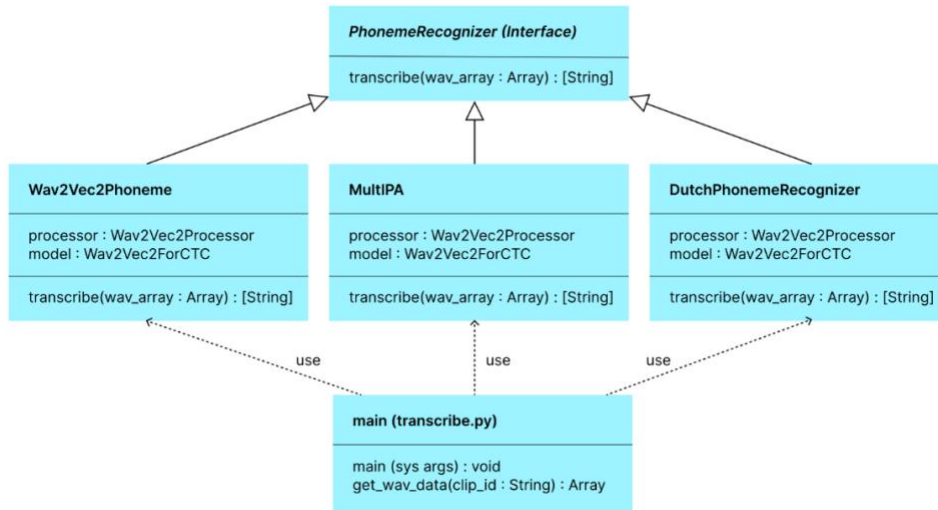 PhonemeRecognizer (Interface)
transcribe(wav_array : Array) : [String]
Wav2Vec2Phoneme
processor : Wav2Vec2Processor
model : Wav2Vec2ForCTC
transcribe(wav_array : Array) : [String]
MultIPA
processor : Wav2Vec2Processor
model : Wav2Vec2ForCTC
transcribe(wav_array : Array) : [String]
DutchPhonemeRecognizer
processor : Wav2Vec2Processor
model : Wav2Vec2ForCTC
transcribe(wav_array : Array) : [String]
use
use
use
main (transcribe.py)
main (sys args) : void
get_wav_data(clip_id : String) : Array